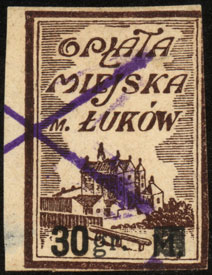 OPŁATA
MIEJSKA
M. ŁUKÓW
30 gr.